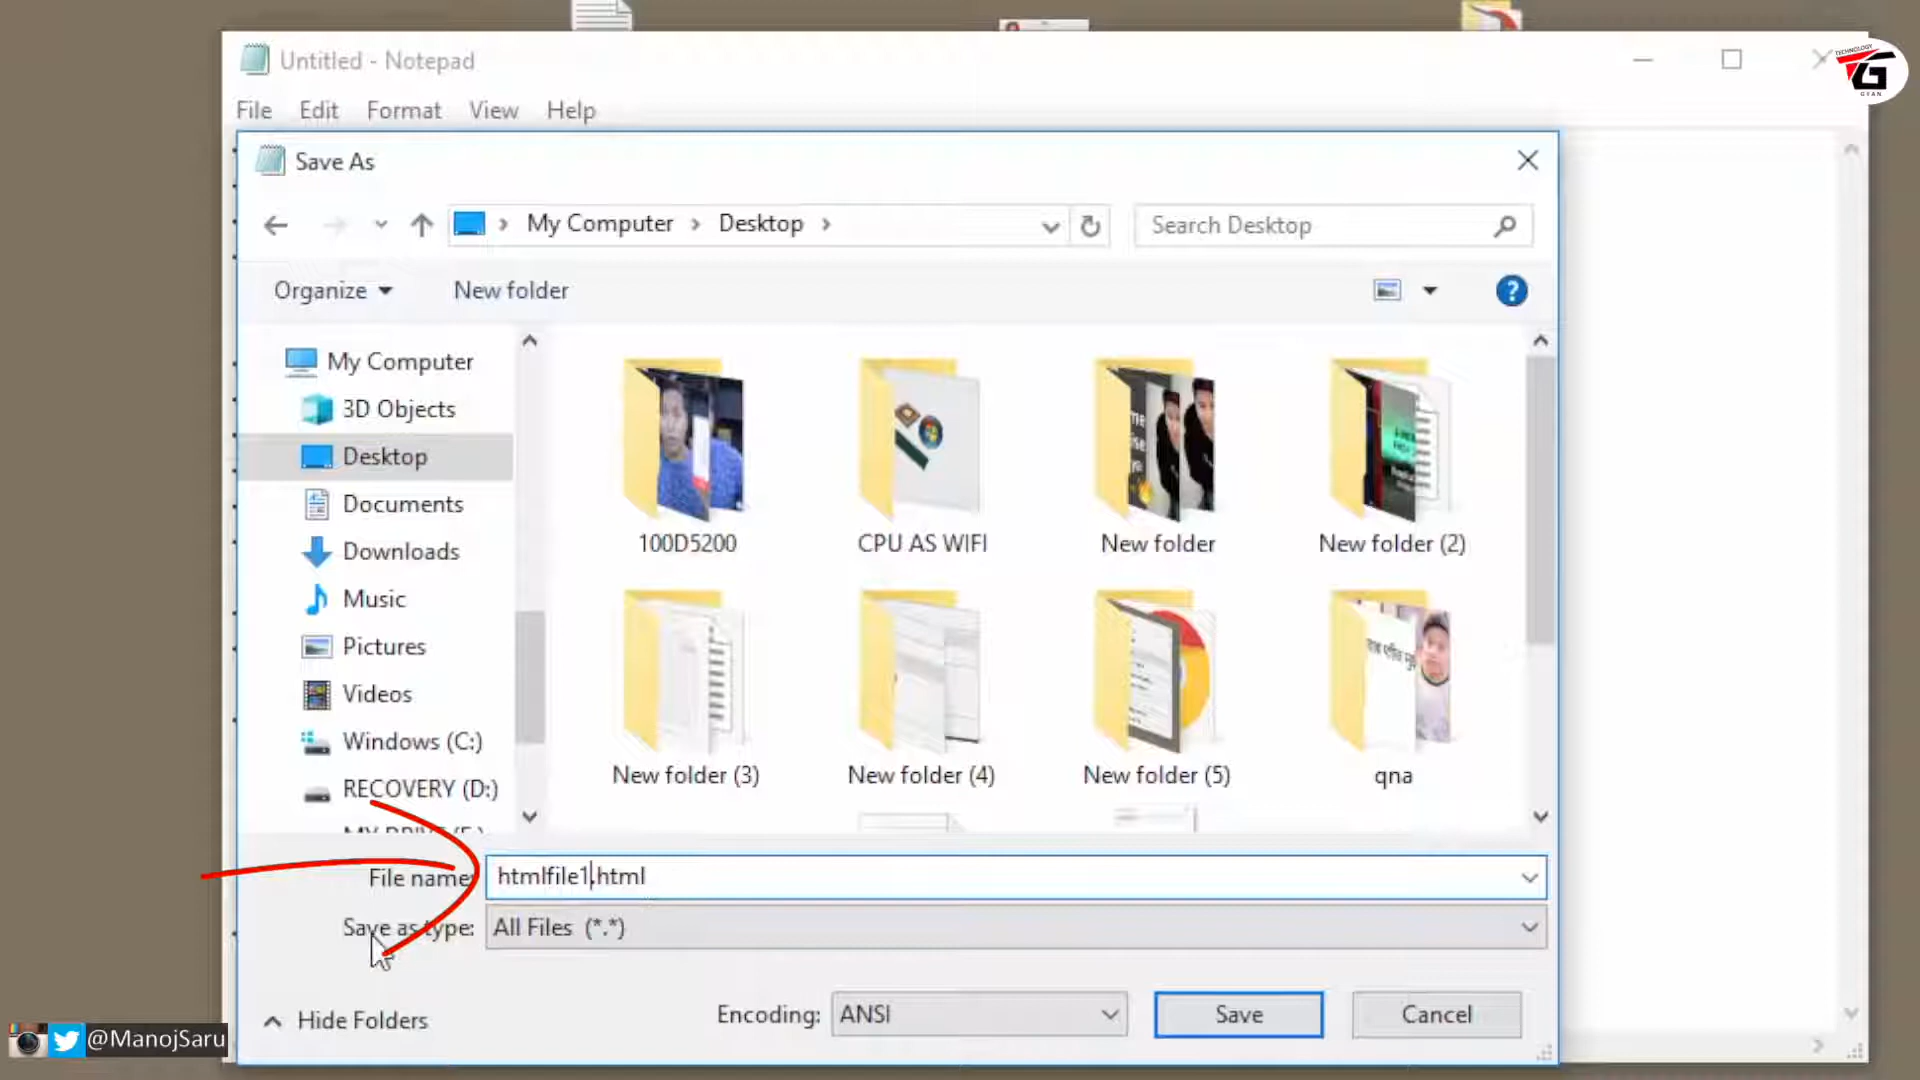 Untitled - Notepad
TECHNOLOGY
GYAN
File Edit Format View Help
Save As
My Computer Desktop
Search Desktop
Organize New folder
My Computer
3D Objects
Desktop
Documents
Downloads
Music
Pictures
Videos
Windows (C:)
RECOVERY (D:)
100D5200
CPU AS WIFI
New folder
New folder (2)
New folder (3)
New folder (4)
New folder (5)
qna
File name: htmlfile1.html
Save as type: All Files (*.*)
Hide Folders
Encoding: ANSI
Save
Cancel
@ManojSaru